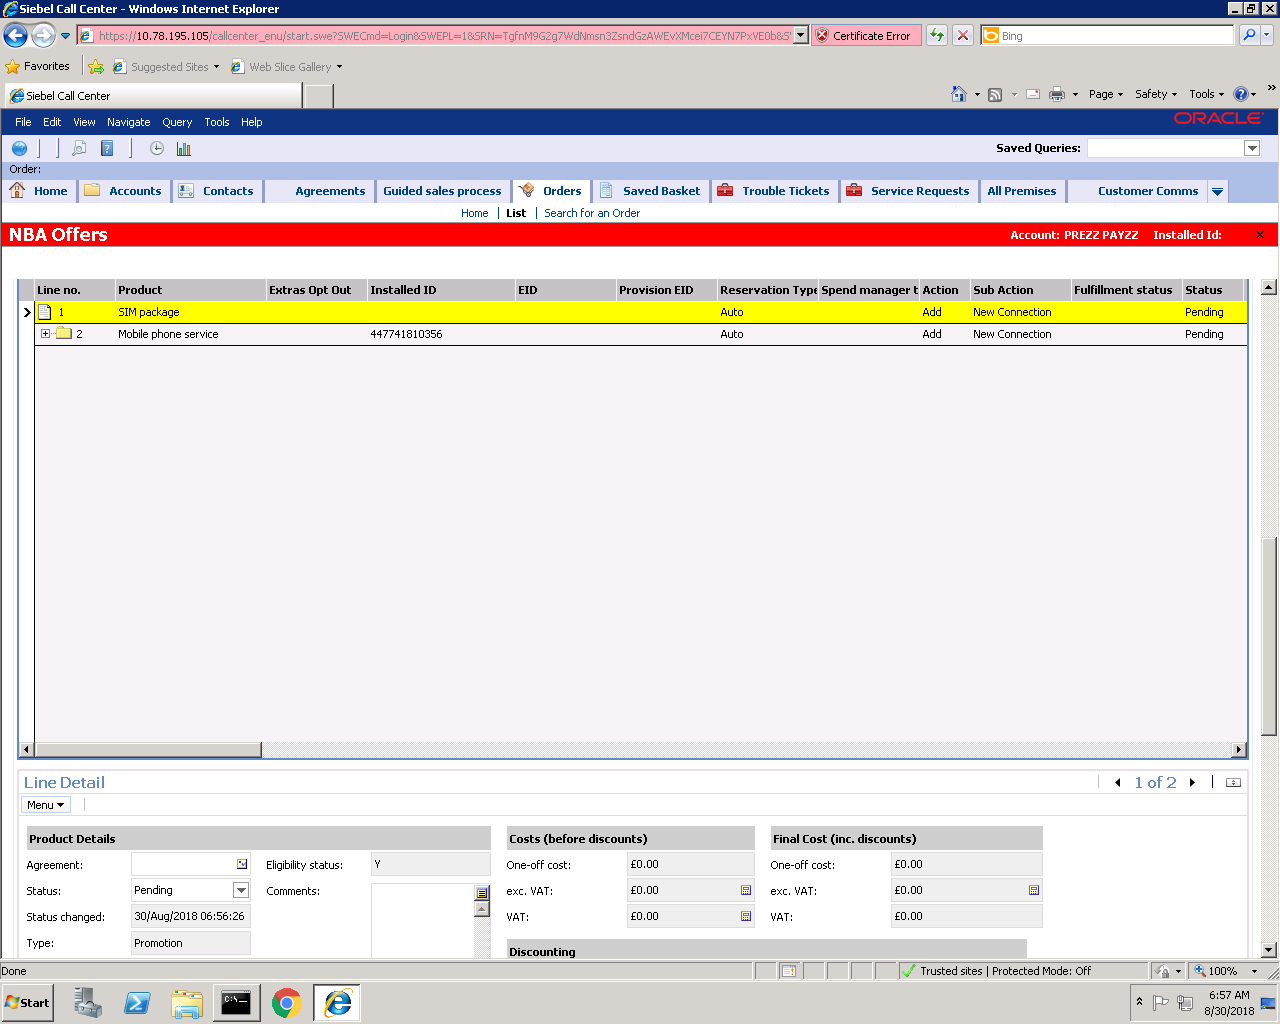 Siebel Call Center - Windows Internet Explorer
https://10.78.195.105/callcenter_enu/start.swe?SWECmd=Login&SWEPL=1&SRN= Certificate Error Bing
Favorites Suggested Sites Web Slice Gallery
Siebel Call Center Page Safety Tools
File Edit View Navigate Query Tools Help ORACLE
Saved Queries:
Order:
Home Accounts Contacts Agreements Guided sales process Orders Saved Basket Trouble Tickets Service Requests All Premises Customer Comms
Home List Search for an Order
NBA Offers Account: PREZZ PAYZZ Installed Id:
Line no. Product Extras Opt Out Installed ID EID Provision EID Reservation Type Spend manager t Action Sub Action Fulfillment status Status
1 SIM package Auto Add New Connection Pending
2 Mobile phone service 447741810356 Auto Add New Connection Pending
Line Detail 1 of 2
Menu
Product Details Costs (before discounts) Final Cost (inc. discounts)
Agreement: Eligibility status: Y One-off cost: £0.00 One-off cost: £0.00
Status: Pending Comments: exc. VAT: £0.00 exc. VAT: £0.00
Status changed: 30/Aug/2018 06:56:26 VAT: £0.00 VAT: £0.00
Type: Promotion
Discounting
Done Trusted sites | Protected Mode: Off 100%
Start 6:57 AM
8/30/2018